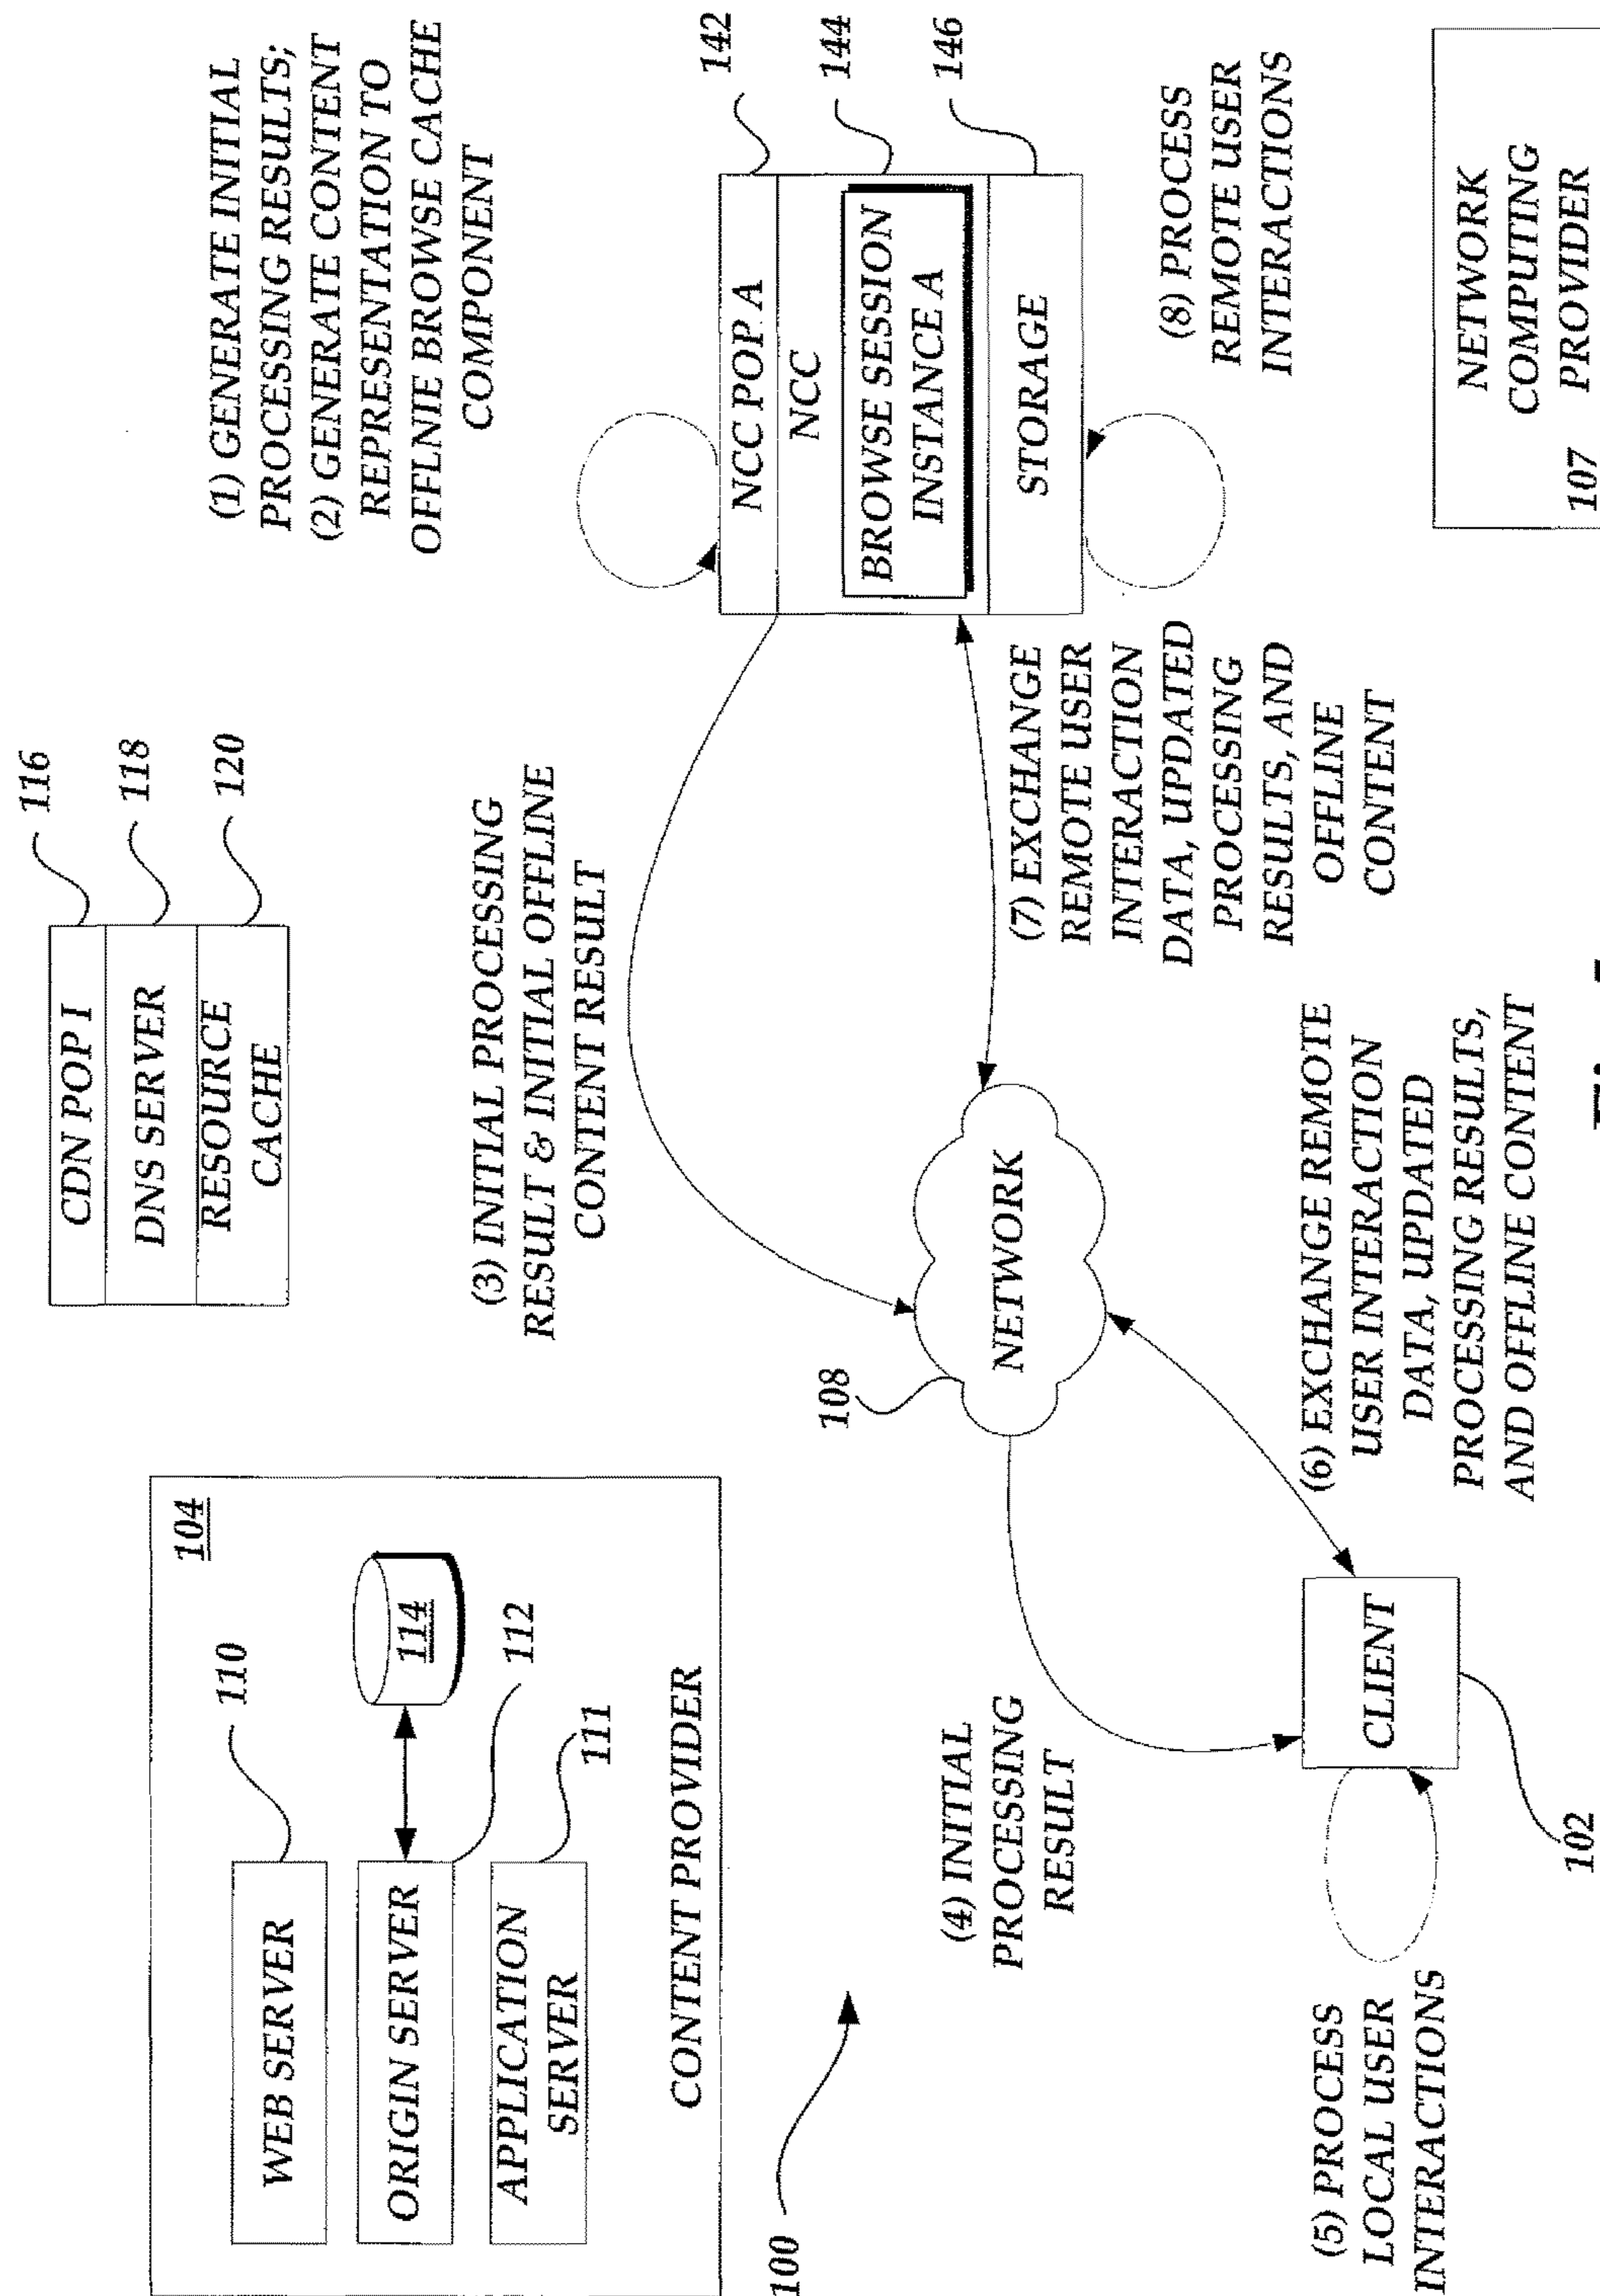 104
110
WEB SERVER
ORIGIN SERVER
114
112
APPLICATION
SERVER
111
CONTENT PROVIDER
CDN POP I
116
DNS SERVER
118
RESOURCE
CACHE
120
(1) GENERATE INITIAL
PROCESSING RESULTS;
(2) GENERATE CONTENT
REPRESENTATION TO
OFFLNIE BROWSE CACHE
COMPONENT
(3) INITIAL PROCESSING
RESULT & INITIAL OFFLINE
CONTENT RESULT
NCC POP A
142
NCC
144
BROWSE SESSION
INSTANCE A
STORAGE
146
100
108
NETWORK
(4) INITIAL
PROCESSING
RESULT
(7) EXCHANGE
REMOTE USER
INTERACTION
DATA, UPDATED
PROCESSING
RESULTS, AND
OFFLINE
CONTENT
(8) PROCESS
REMOTE USER
INTERACTIONS
(5) PROCESS
LOCAL USER
INTERACTIONS
CLIENT
102
(6) EXCHANGE REMOTE
USER INTERACTION
DATA, UPDATED
PROCESSING RESULTS,
AND OFFLINE CONTENT
NETWORK
COMPUTING
PROVIDER
107